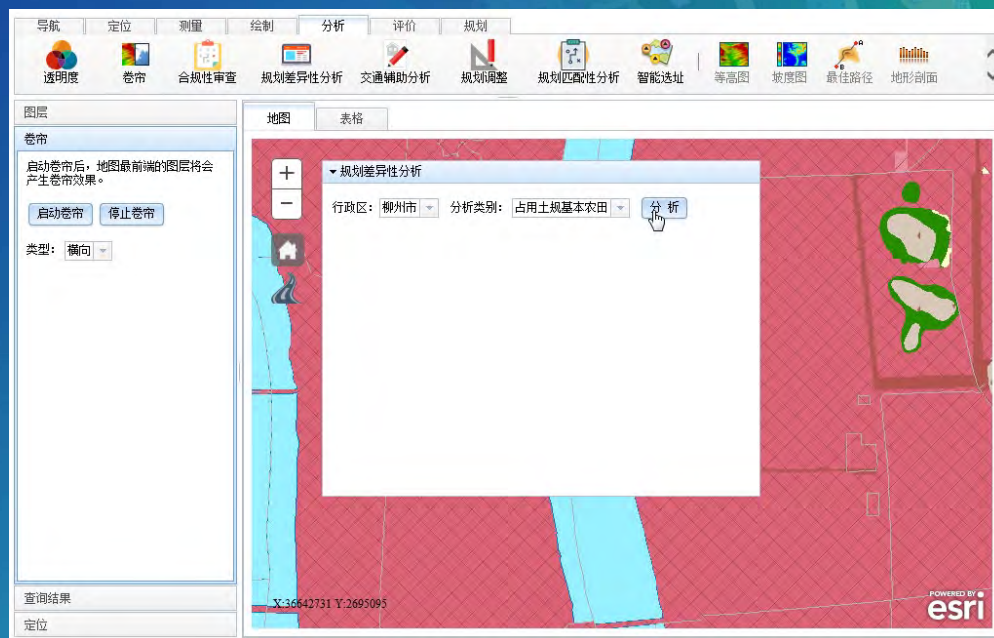 导航 定位 测量 绘制 分析 评价 规划
透明度 卷帘 合规性审查 规划差异性分析 交通辅助分析 规划调整 规划匹配性分析 智能选址 等高图 坡度图 最佳路径 地形剖面
图层
卷帘
启动卷帘后，地图最前端的图层将会
产生卷帘效果。
启动卷帘 停止卷帘
类型： 横向
查询结果
定位
地图 表格
+
−
规划差异性分析
行政区： 柳州市 分析类别： 占用土规基本农田 分 析
X:36642731 Y:2695095
POWERED BY
esri